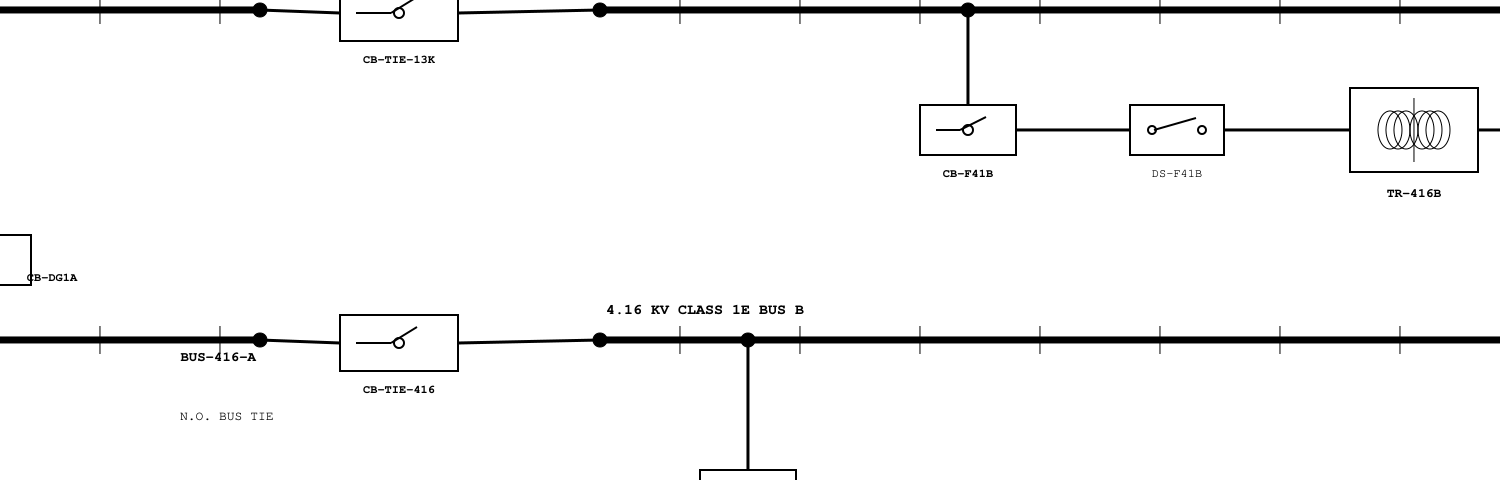 CB-TIE-13K
CB-F41B
DS-F41B
TR-416B
CB-DG1A
4.16 KV CLASS 1E BUS B
BUS-416-A
CB-TIE-416
N.O. BUS TIE